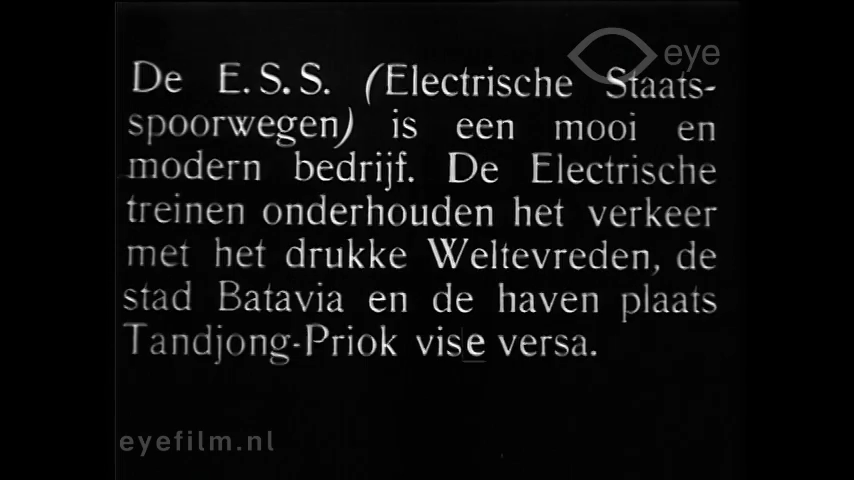 eye
De E.S.S. (Electrische Staats-
spoorwegen) is een mooi en
modern bedrijf. De Electrische
treinen onderhouden het verkeer
met het drukke Weltevreden, de
stad Batavia en de haven plaats
Tandjong-Priok vise versa.
eyefilm.nl